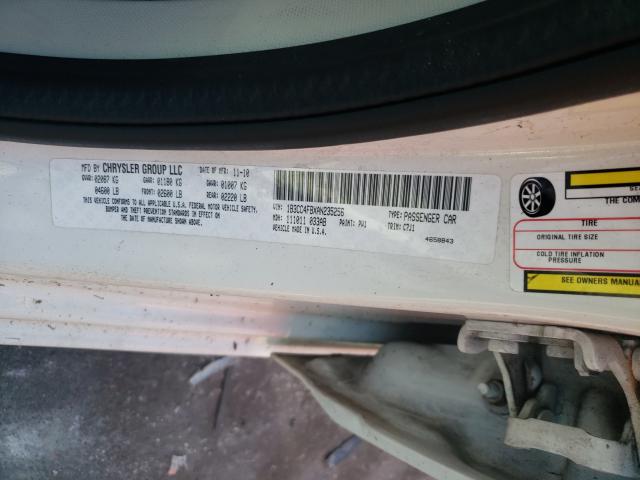 MFD BY CHRYSLER GROUP LLC DATE OF MFR: 11-10
GVWR: 02087 KG GAWR: 01180 KG GAWR: 01007 KG
04600 LB FRONT: 02600 LB REAR: 02220 LB
THIS VEHICLE CONFORMS TO ALL APPLICABLE U.S.A. FEDERAL MOTOR VEHICLE SAFETY,
BUMPER AND THEFT PREVENTION STANDARDS IN EFFECT
ON THE DATE OF MANUFACTURE SHOWN ABOVE.
VIN: 1B3CC4FBXAN235256 TYPE: PASSENGER CAR
MDH: 111011 033AB PAINT: PW1 TRIM: C7J1
VEHICLE MADE IN U.S.A. 4658843
TIRE
ORIGINAL TIRE SIZE
COLD TIRE INFLATION
PRESSURE
SEE OWNERS MANUA